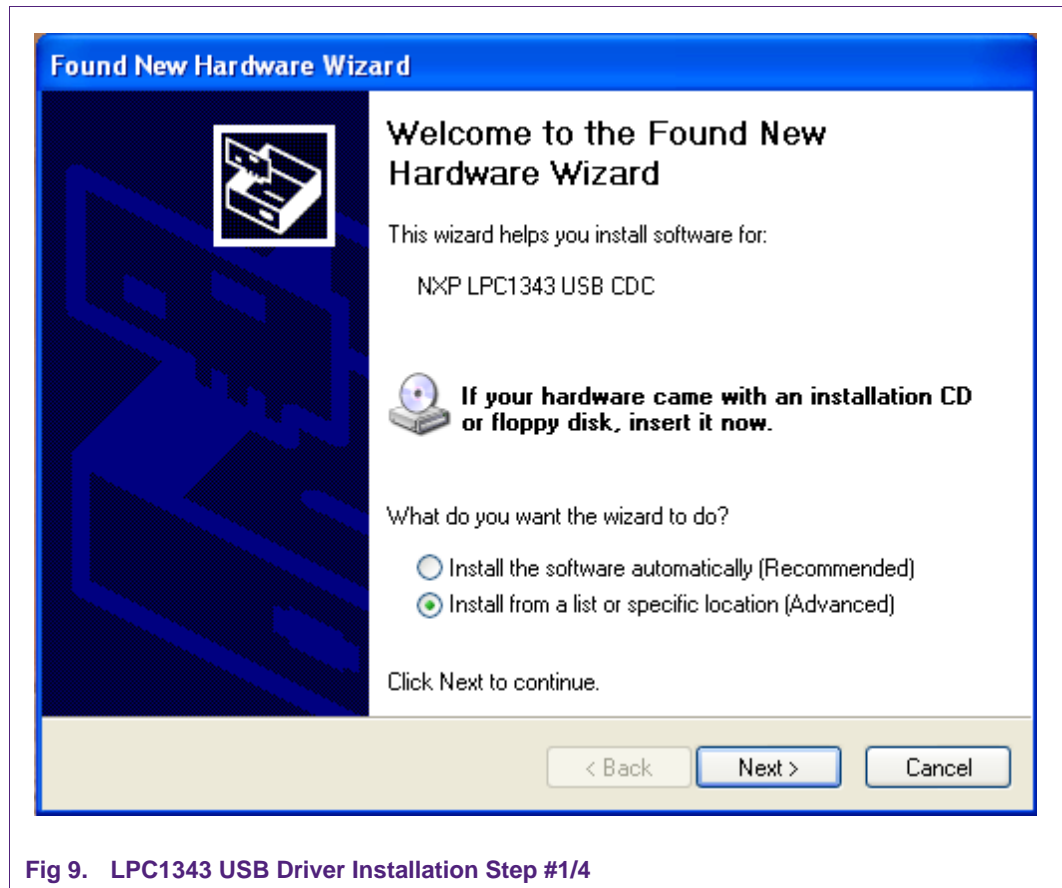 Found New Hardware Wizard
Welcome to the Found New
Hardware Wizard
This wizard helps you install software for:
NXP LPC1343 USB CDC
If your hardware came with an installation CD
or floppy disk, insert it now.
What do you want the wizard to do?
Install the software automatically (Recommended)
Install from a list or specific location (Advanced)
Click Next to continue.
< Back Next > Cancel
Fig 9. LPC1343 USB Driver Installation Step #1/4